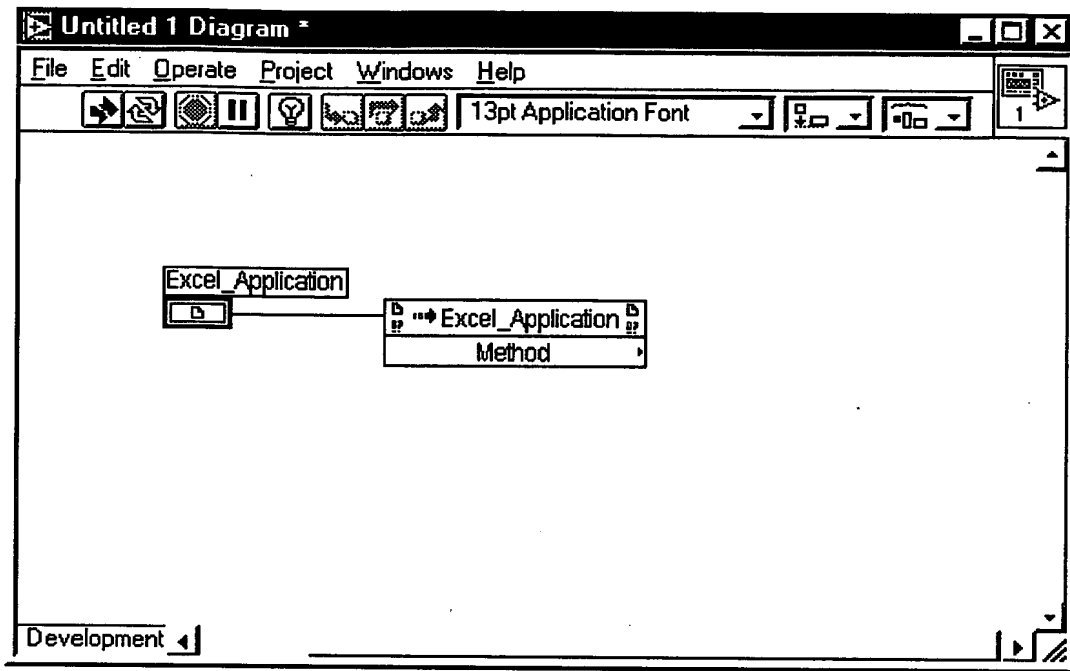 Untitled 1 Diagram *
File Edit Operate Project Windows Help
13pt Application Font
1
Excel_Application
Excel_Application
Method
Development